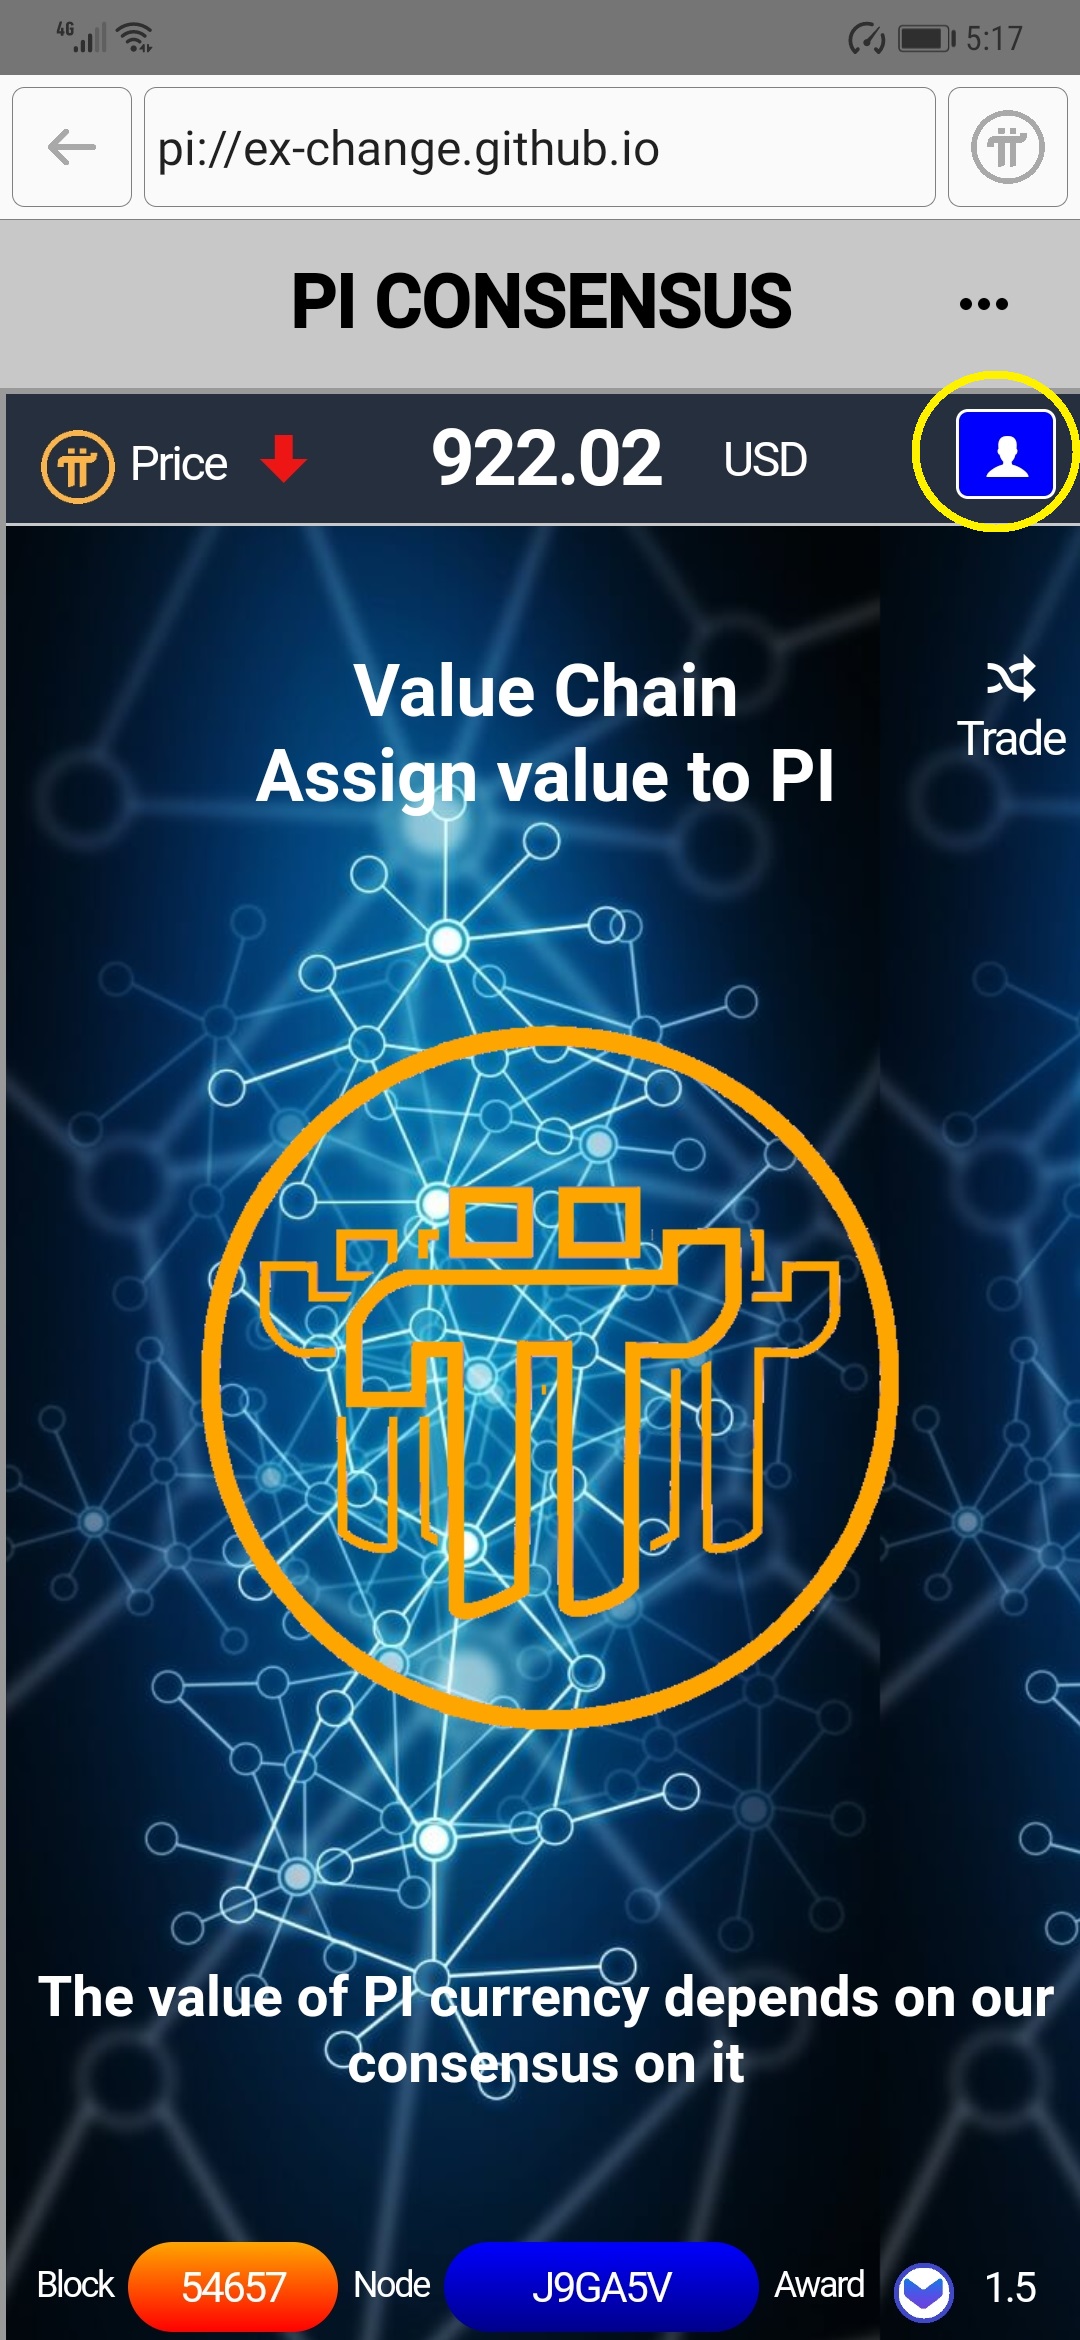 4G 5:17
pi://ex-change.github.io
PI CONSENSUS
Price 922.02 USD
Value Chain
Trade
Assign value to PI
The value of PI currency depends on our
consensus on it
Block 54657 Node J9GA5V Award 1.5